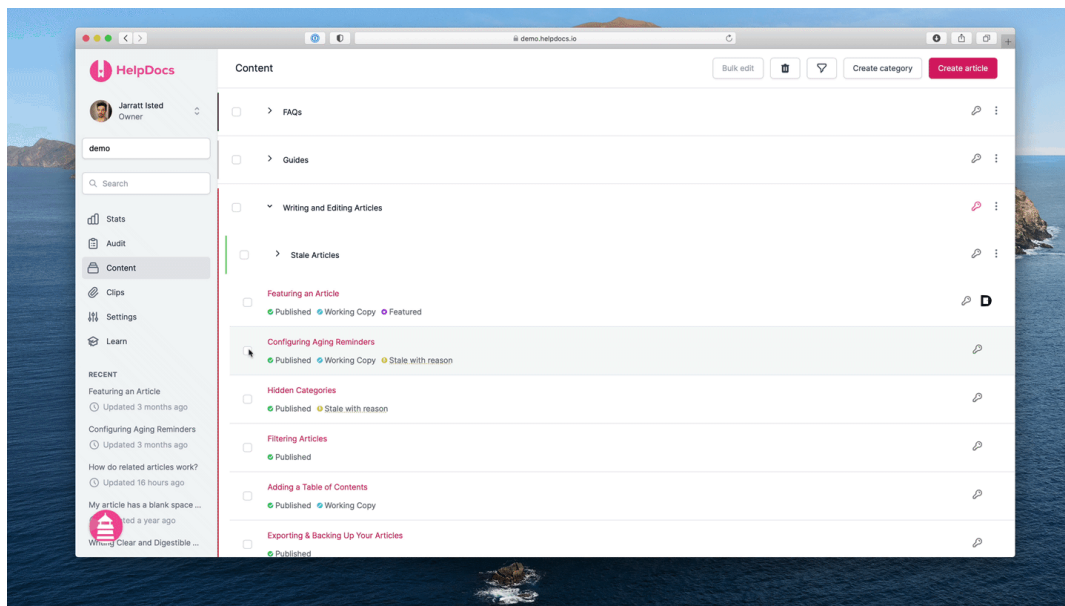 demo.helpdocs.io
HelpDocs
Jarratt Isted
Owner
demo
Search
Stats
Audit
Content
Clips
Settings
Learn
RECENT
Featuring an Article
Updated 3 months ago
Configuring Aging Reminders
Updated 3 months ago
How do related articles work?
Updated 16 hours ago
My article has a blank space ...
ted a year ago
Writing Clear and Digestible ...
Content
Bulk edit
Create category
Create article
FAQs
Guides
Writing and Editing Articles
Stale Articles
Featuring an Article
Published Working Copy Featured
D
Configuring Aging Reminders
Published Working Copy Stale with reason
Hidden Categories
Published Stale with reason
Filtering Articles
Published
Adding a Table of Contents
Published Working Copy
Exporting & Backing Up Your Articles
Published